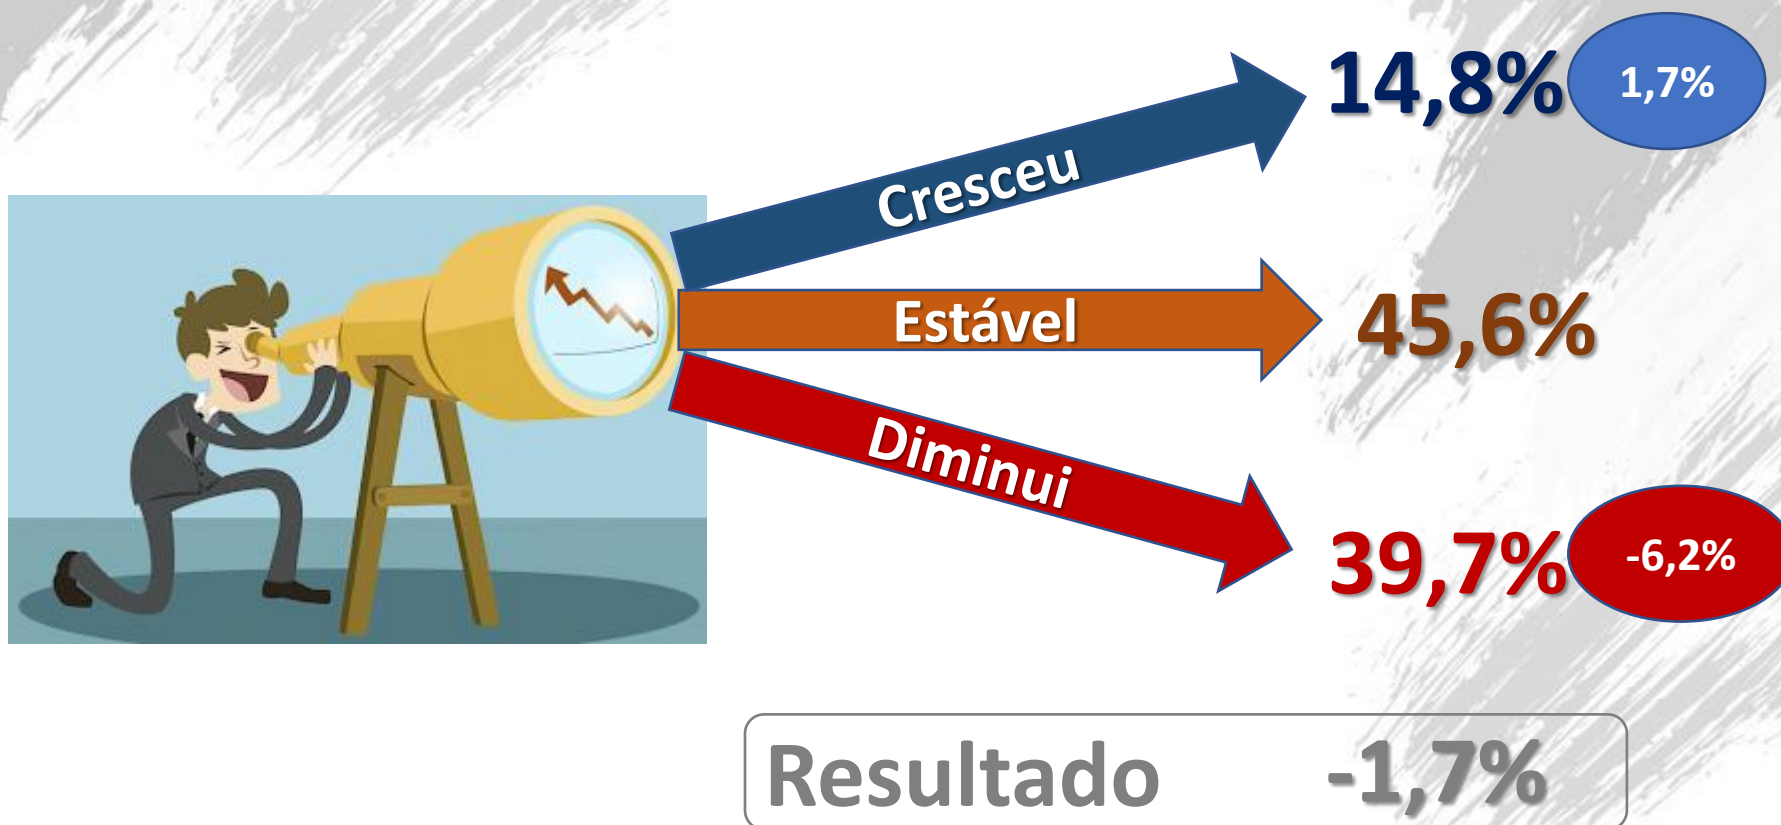 14,8% 1,7%
Cresceu
Estável
45,6%
Diminui
39,7% -6,2%
Resultado -1,7%